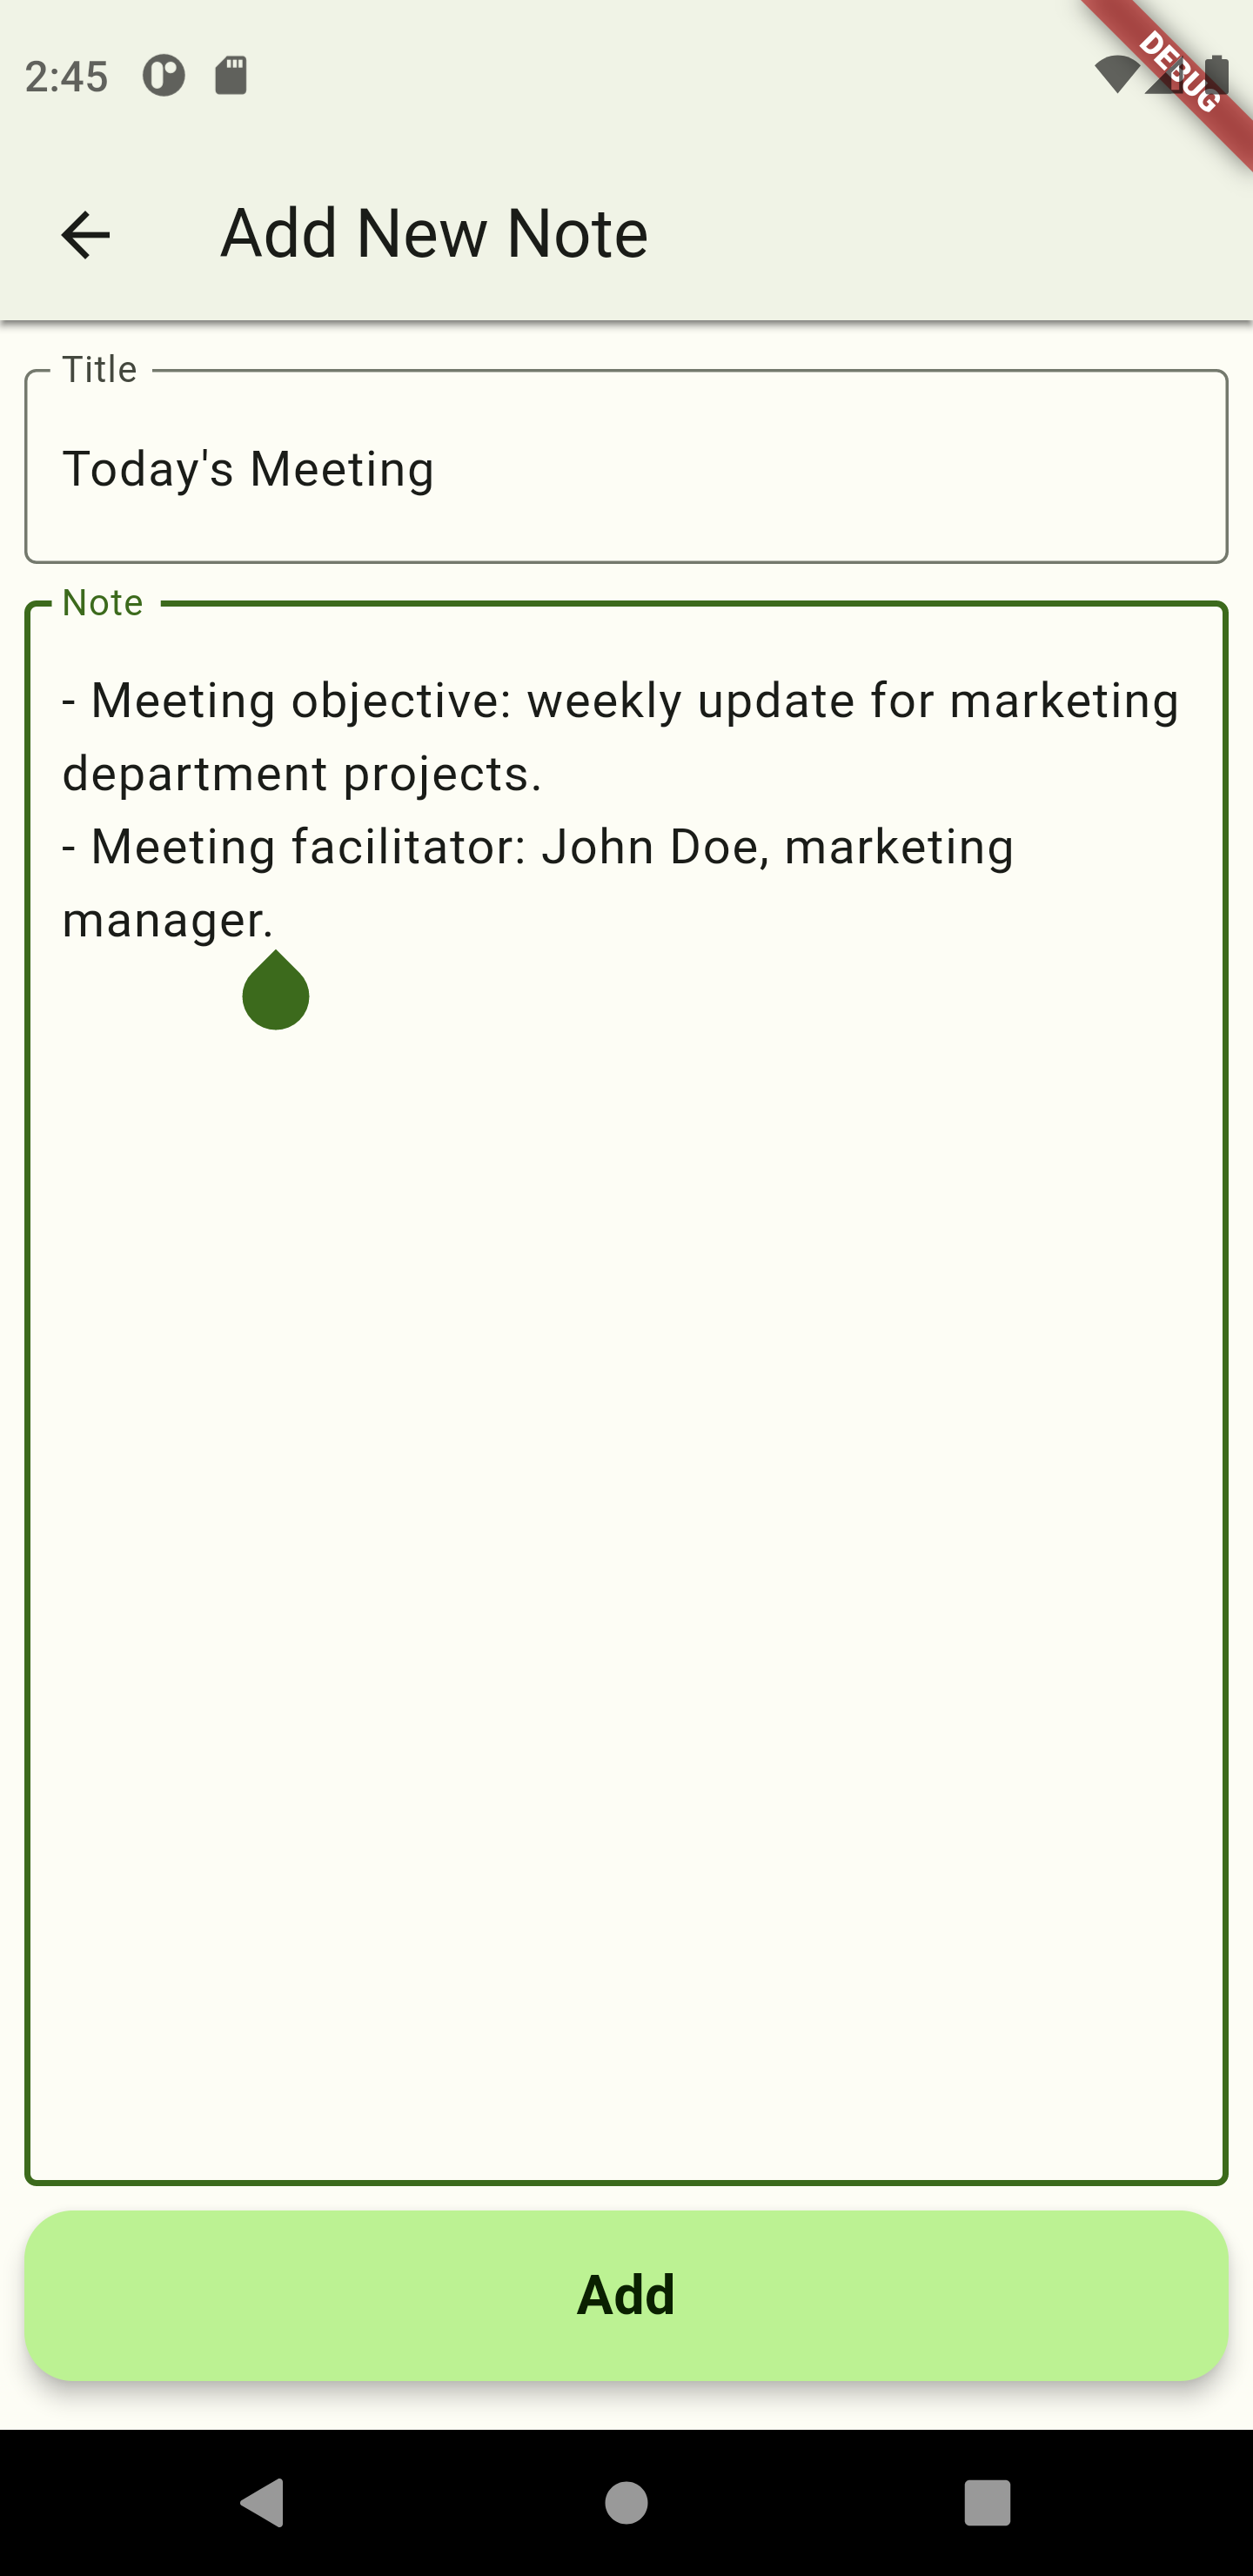 2:45
DEBUG
Add New Note
Title
Today's Meeting
Note
- Meeting objective: weekly update for marketing
department projects.
- Meeting facilitator: John Doe, marketing
manager.
Add